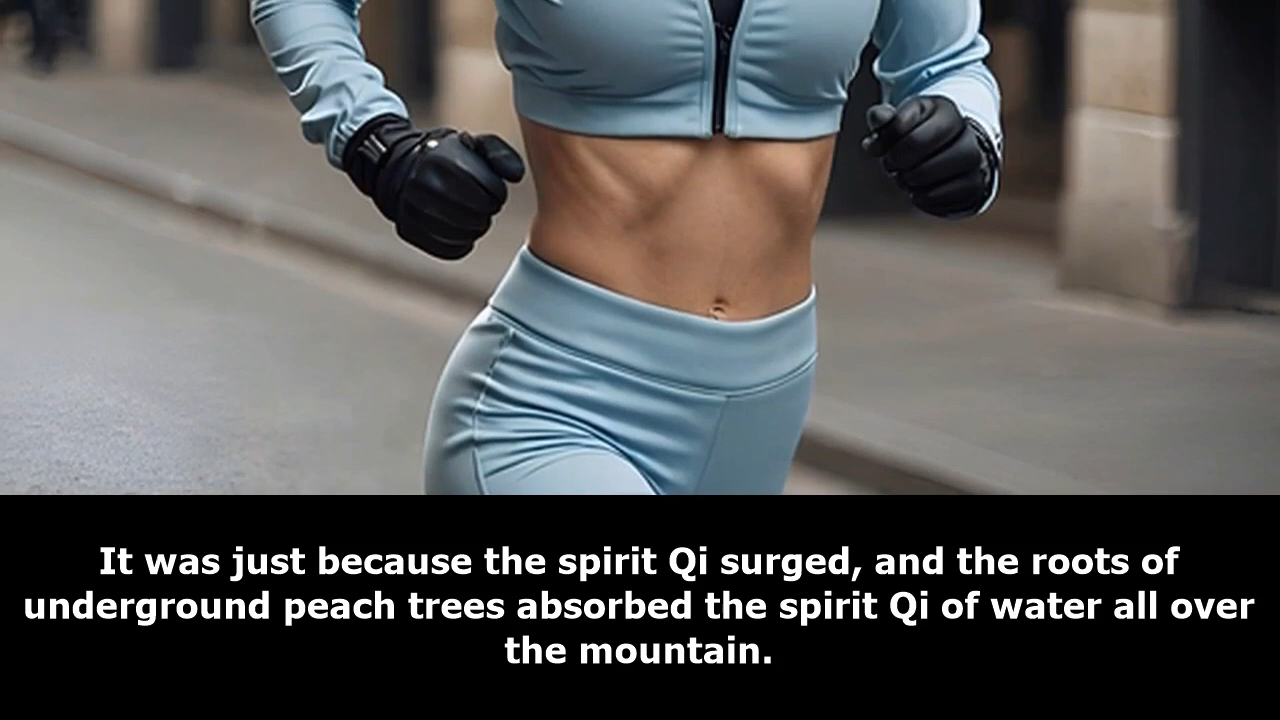 It was just because the spirit Qi surged, and the roots of
underground peach trees absorbed the spirit Qi of water all over
the mountain.